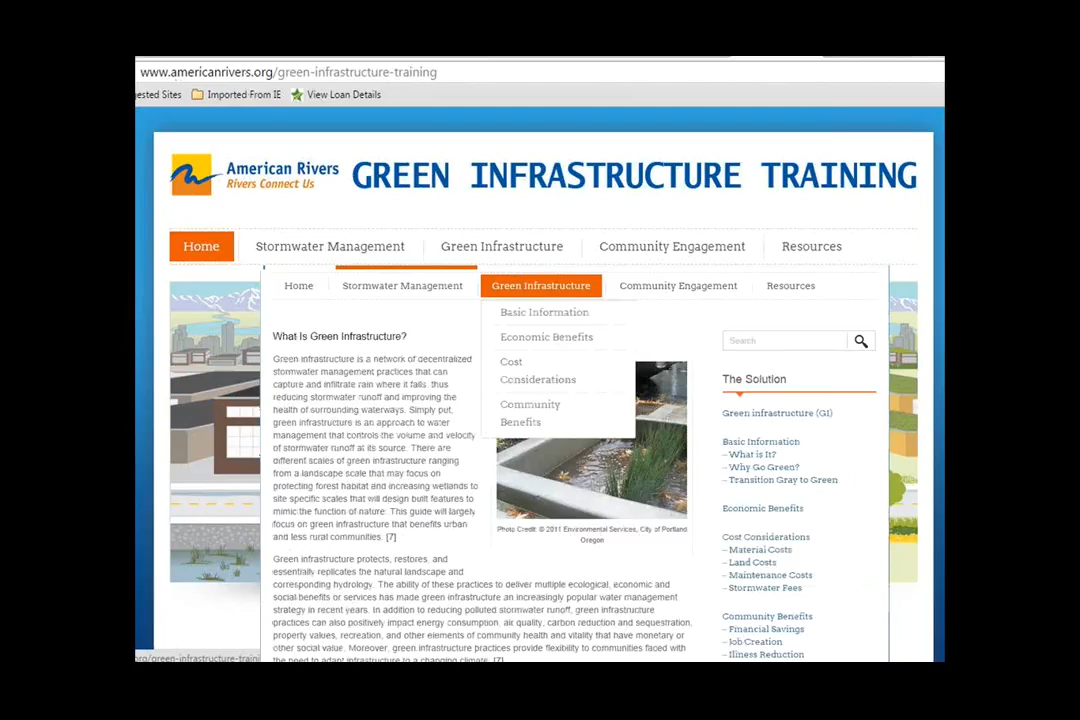 www.americanrivers.org/green-infrastructure-training
ested Sites Imported From IE View Loan Details
American Rivers
Rivers Connect Us
GREEN INFRASTRUCTURE TRAINING
Home Stormwater Management Green Infrastructure Community Engagement Resources
Home Stormwater Management Green Infrastructure Community Engagement Resources
Basic Information
Economic Benefits
Cost
Considerations
Community
Benefits
What Is Green Infrastructure?
Green infrastructure is a network of decentralized
stormwater management practices that can
capture and infiltrate rain where it falls, thus
reducing stormwater runoff and improving the
health of surrounding waterways. Simply put,
green infrastructure is an approach to water
management that controls the volume and velocity
of stormwater runoff at its source. There are
different scales of green infrastructure ranging
from a landscape scale that may focus on
protecting forest habitat and increasing wetlands to
site specific scales that will design built features to
mimic the function of nature. This guide will largely
focus on green infrastructure that benefits urban
and less rural communities. [7]
Photo Credit: © 2011 Environmental Services, City of Portland
Oregon
Green infrastructure protects, restores, and
essentially replicates the natural landscape and
corresponding hydrology. The ability of these practices to deliver multiple ecological, economic and
social benefits or services has made green infrastructure an increasingly popular water management
strategy in recent years. In addition to reducing polluted stormwater runoff, green infrastructure
practices can also positively impact energy consumption, air quality, carbon reduction and sequestration,
property values, recreation, and other elements of community health and vitality that have monetary or
other social value. Moreover, green infrastructure practices provide flexibility to communities faced with
the need to adapt infrastructure to a changing climate. [7]
Search
The Solution
Green infrastructure (GI)
Basic Information
– What is It?
– Why Go Green?
– Transition Gray to Green
Economic Benefits
Cost Considerations
– Material Costs
– Land Costs
– Maintenance Costs
– Stormwater Fees
Community Benefits
– Financial Savings
– Job Creation
– Illness Reduction
org/green-infrastructure-traini